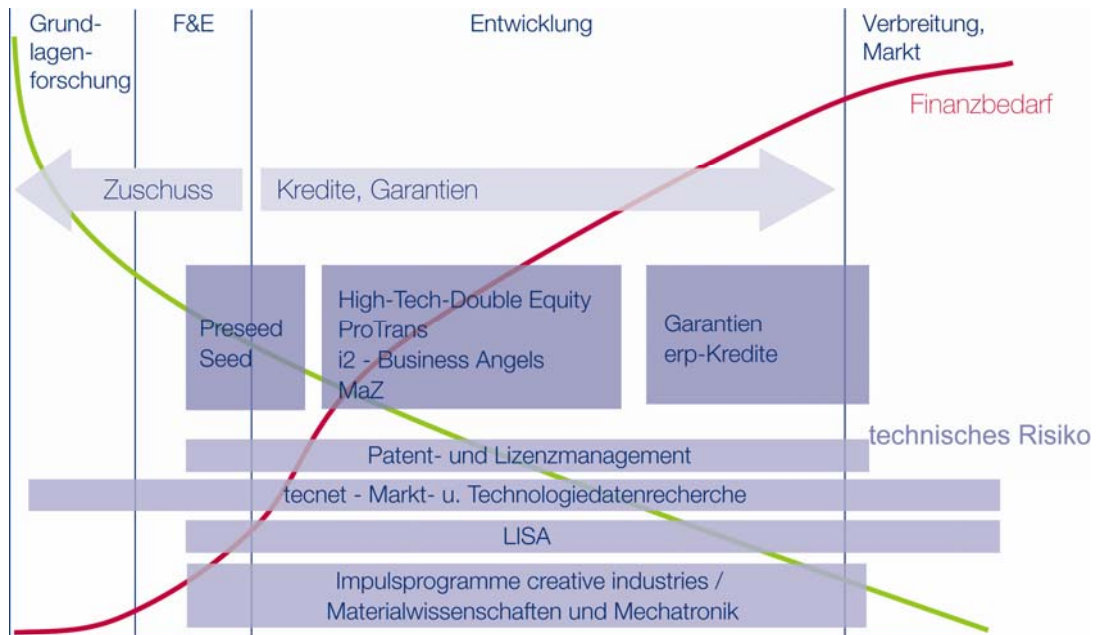 Grund-
lagen-
forschung
F&E
Entwicklung
Verbreitung,
Markt
Finanzbedarf
Zuschuss
Kredite, Garantien
Preseed
Seed
High-Tech-Double Equity
ProTrans
i2 - Business Angels
MaZ
Garantien
erp-Kredite
technisches Risiko
Patent- und Lizenzmanagement
tecnet - Markt- u. Technologiedatenrecherche
LISA
Impulsprogramme creative industries /
Materialwissenschaften und Mechatronik